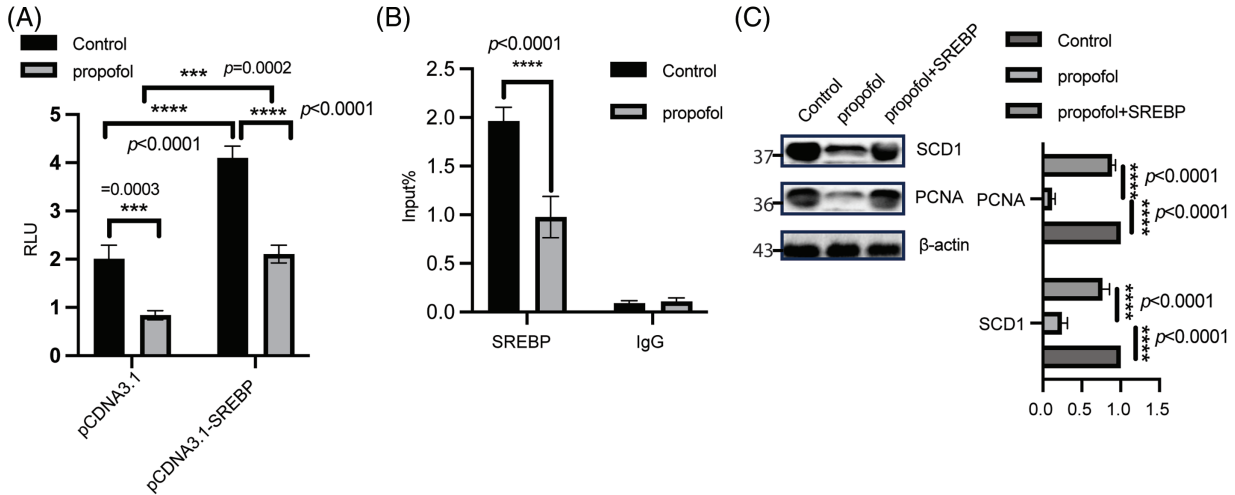 (A)
Control
propofol
*** p=0.0002
**** **** p<0.0001
p<0.0001
=0.0003
***
RLU
5
4
3
2
1
0
pCDNA3.1
pCDNA3.1-SREBP
(B)
p<0.0001
****
Control
propofol
Input%
2.5
2.0
1.5
1.0
0.5
0.0
SREBP
IgG
(C)
Control
propofol
propofol+SREBP
37
SCD1
36
PCNA
43
β-actin
Control
propofol
propofol+SREBP
PCNA
**** p<0.0001
**** p<0.0001
SCD1
**** p<0.0001
**** p<0.0001
0.0 0.5 1.0 1.5